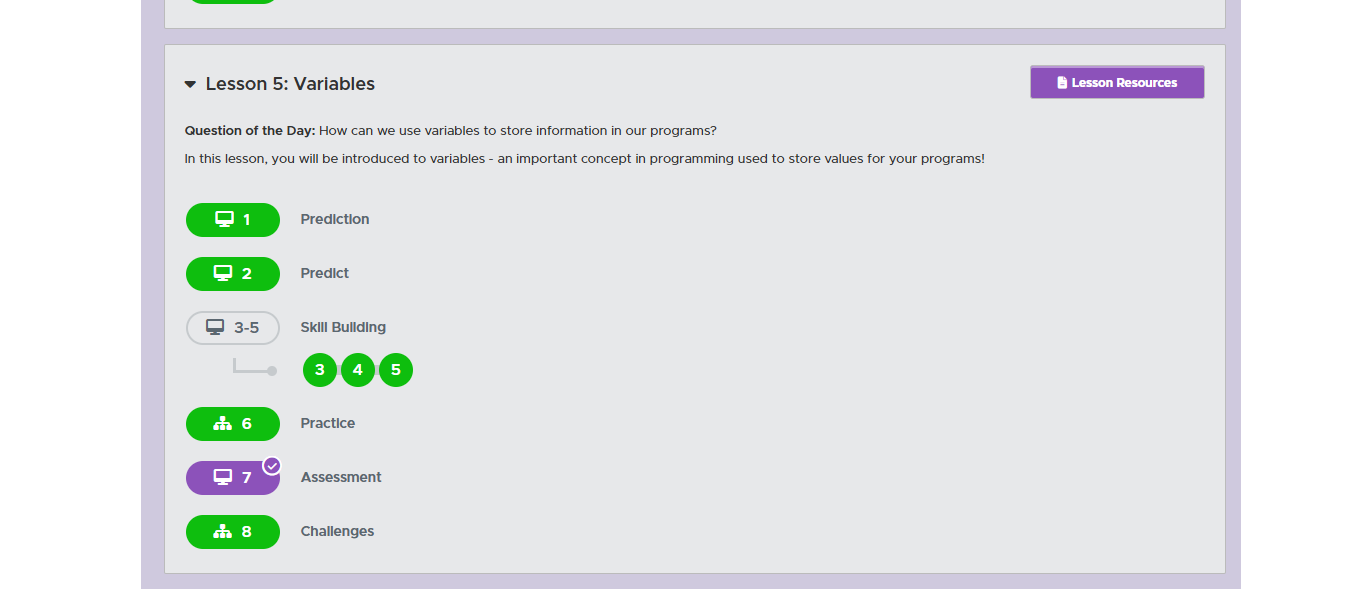 Lesson 5: Variables
Lesson Resources
Question of the Day: How can we use variables to store information in our programs?
In this lesson, you will be introduced to variables - an important concept in programming used to store values for your programs!
1 Prediction
2 Predict
3-5 Skill Building
3 4 5
6 Practice
7 Assessment
8 Challenges